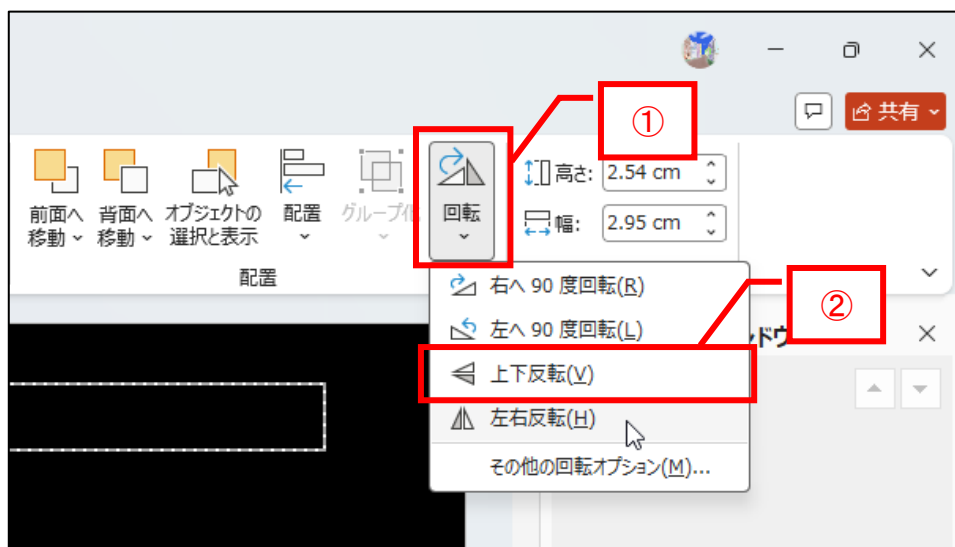 共有
①
高さ: 2.54 cm
前面へ
移動
背面へ
移動
オブジェクトの
選択と表示
配置
グループ化
回転
幅: 2.95 cm
配置
右へ 90 度回転(R)
左へ 90 度回転(L)
②
上下反転(V)
左右反転(H)
その他の回転オプション(M)...